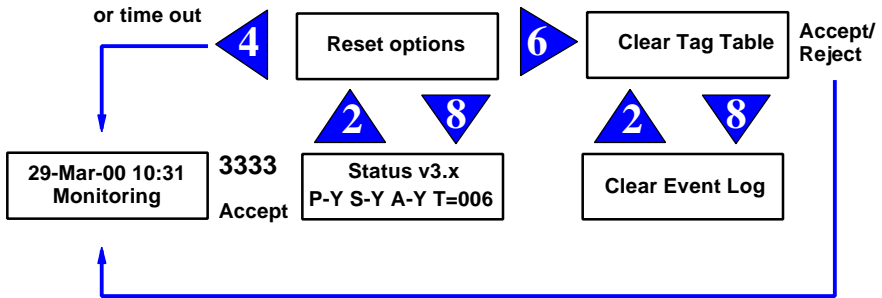 or time out
4
Reset options
6
Clear Tag Table
Accept/
Reject
2
8
2
8
29-Mar-00 10:31
Monitoring
3333
Accept
Status v3.x
P-Y S-Y A-Y T=006
Clear Event Log